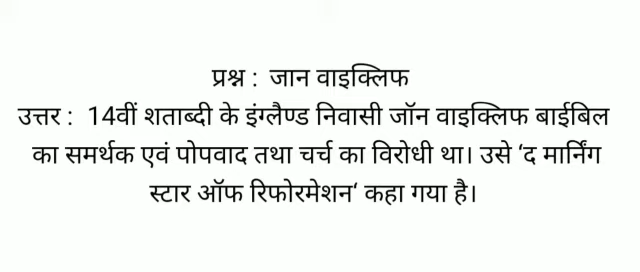 प्रश्न : जान वाइक्लिफ
उत्तर : 14वीं शताब्दी के इंग्लैण्ड निवासी जॉन वाइक्लिफ बाईबिल
का समर्थक एवं पोपवाद तथा चर्च का विरोधी था। उसे ‘द मार्निंग
स्टार ऑफ रिफोरमेशन‘ कहा गया है।